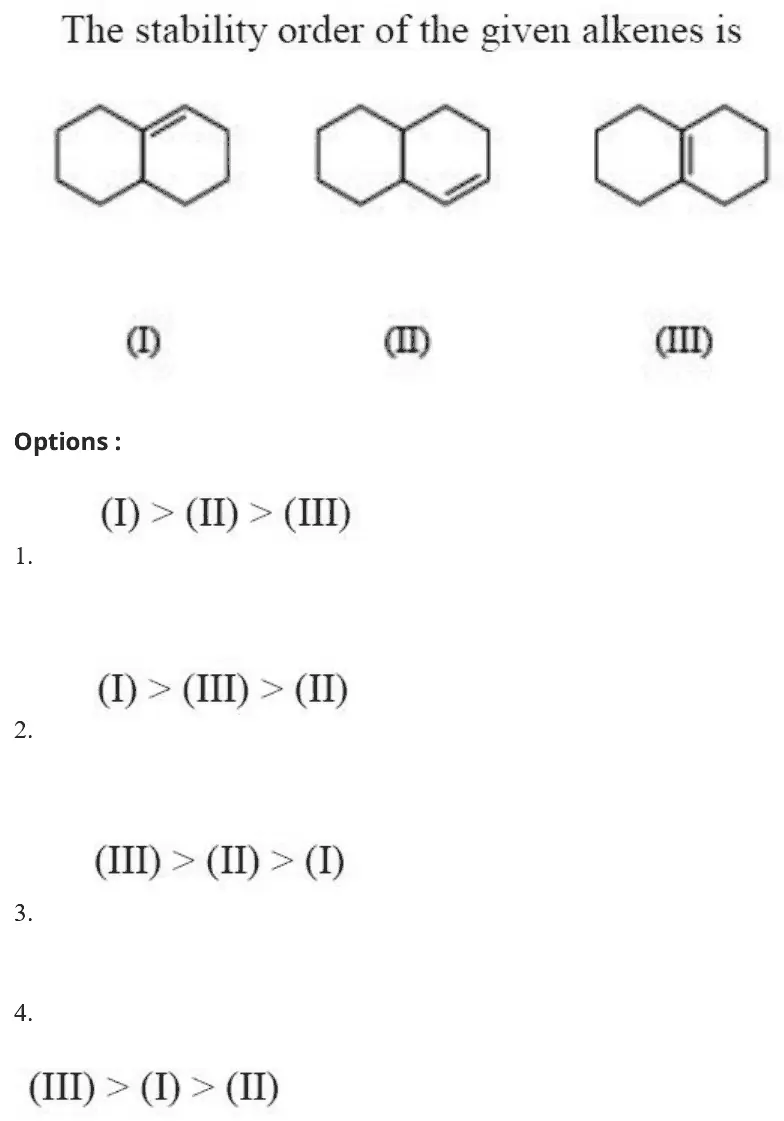 The stability order of the given alkenes is
(I) (II) (III)
Options :
(I) > (II) > (III)
1.
(I) > (III) > (II)
2.
(III) > (II) > (I)
3.
4.
(III) > (I) > (II)